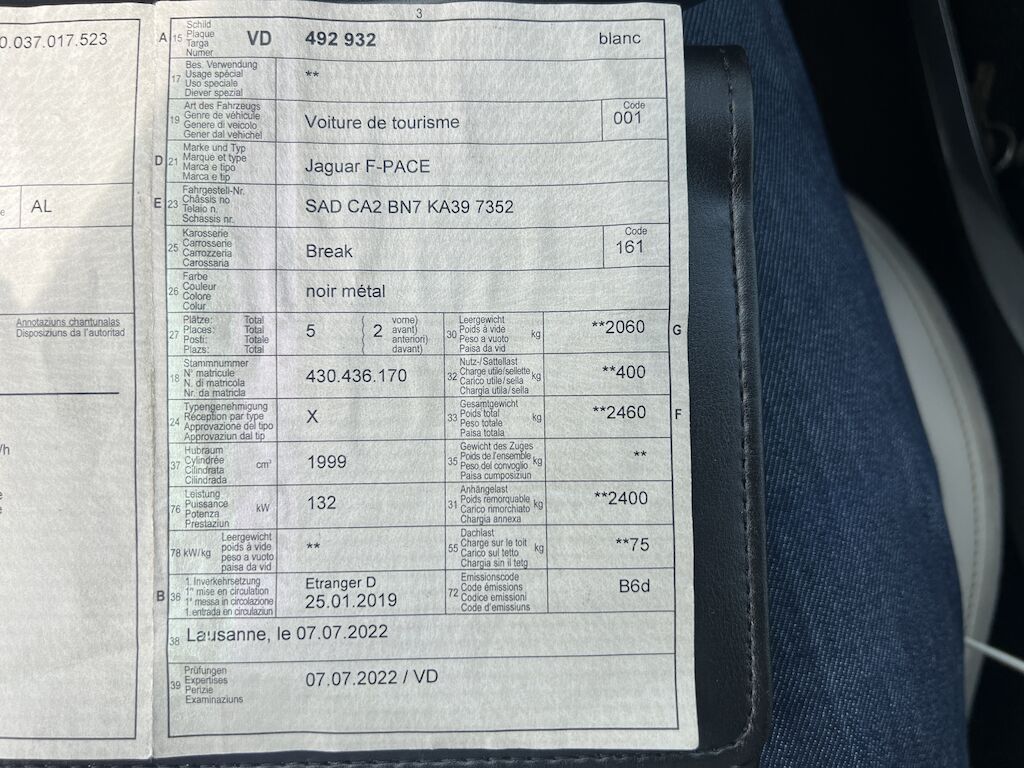 3
0.037.017.523
AL
e
Annotaziuns chantunalas
Disposiziuns da l'autoritad
/h
e
e
A 15 Schild
Plaque
Targa
Numer
VD 492 932 blanc
17 Bes. Verwendung
Usage spécial
Uso speciale
Diever spezial
**
19 Art des Fahrzeugs
Genre de véhicule
Genere di veicolo
Gener dal vehichel
Voiture de tourisme
Code
001
D 21 Marke und Typ
Marque et type
Marca e tipo
Marca e tip
Jaguar F-PACE
E 23 Fahrgestell-Nr.
Châssis no
Telaio n.
Schassis nr.
SAD CA2 BN7 KA39 7352
25 Karosserie
Carrosserie
Carrozzeria
Carossaria
Break
Code
161
26 Farbe
Couleur
Colore
Colur
noir métal
27 Plätze: Total
Places: Total
Posti: Totale
Plazs: Total
5 ( 2 vorne)
avant)
anteriori)
davant)
30 Leergewicht
Poids à vide
Peso a vuoto
Paisa da vid
kg
**2060 G
18 Stammnummer
N° matricule
N. di matricola
Nr. da matricla
430.436.170
32 Nutz-/Sattellast
Charge utile/sellette
Carico utile/sella
Chargia utila/sella
kg
**400
24 Typengenehmigung
Réception par type
Approvazione del tipo
Approvaziun dal tip
X
33 Gesamtgewicht
Poids total
Peso totale
Paisa totala
kg
**2460 F
37 Hubraum
Cylindrée
Cilindrata
Cilindrada
cm³
1999
35 Gewicht des Zuges
Poids de l'ensemble
Peso del convoglio
Paisa cumposiziun
kg
**
76 Leistung
Puissance
Potenza
Prestaziun
kW
132
31 Anhängelast
Poids remorquable
Carico rimorchiato
Chargia annexa
kg
**2400
78 kW/kg Leergewicht
poids à vide
peso a vuoto
paisa da vid
**
55 Dachlast
Charge sur le toit
Carico sul tetto
Chargia sin il tetg
kg
**75
B 36 1. Inverkehrsetzung
1re mise en circulation
1a messa in circolazione
1. entrada en circulaziun
Etranger D
25.01.2019
72 Emissionscode
Code émissions
Codice emissioni
Code d'emissiuns
B6d
38 Lausanne, le 07.07.2022
39 Prüfungen
Expertises
Perizie
Examinaziuns
07.07.2022 / VD